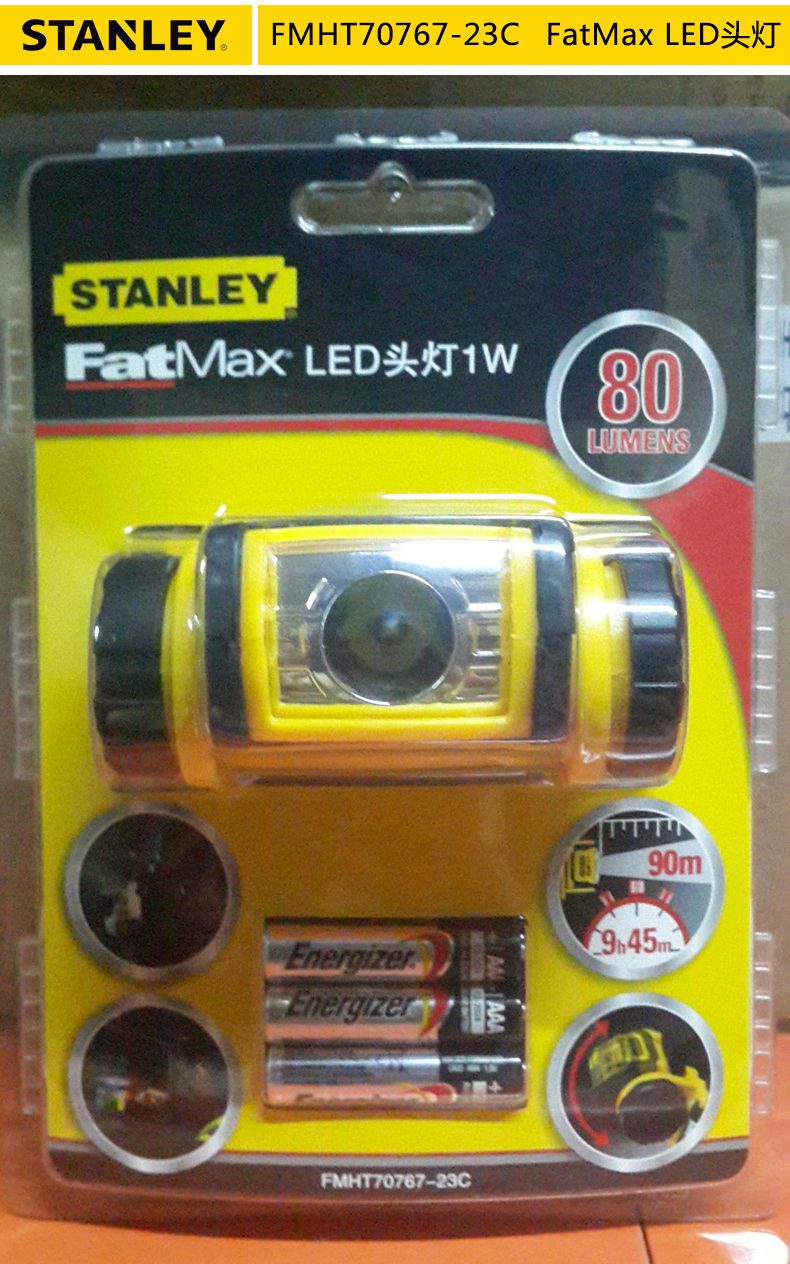 STANLEY®
FMHT70767-23C FatMax LED头灯
STANLEY
FatMax® LED头灯1W
80
LUMENS
90m
9h45m
Energizer®
Energizer
AAA
FMHT70767-23C